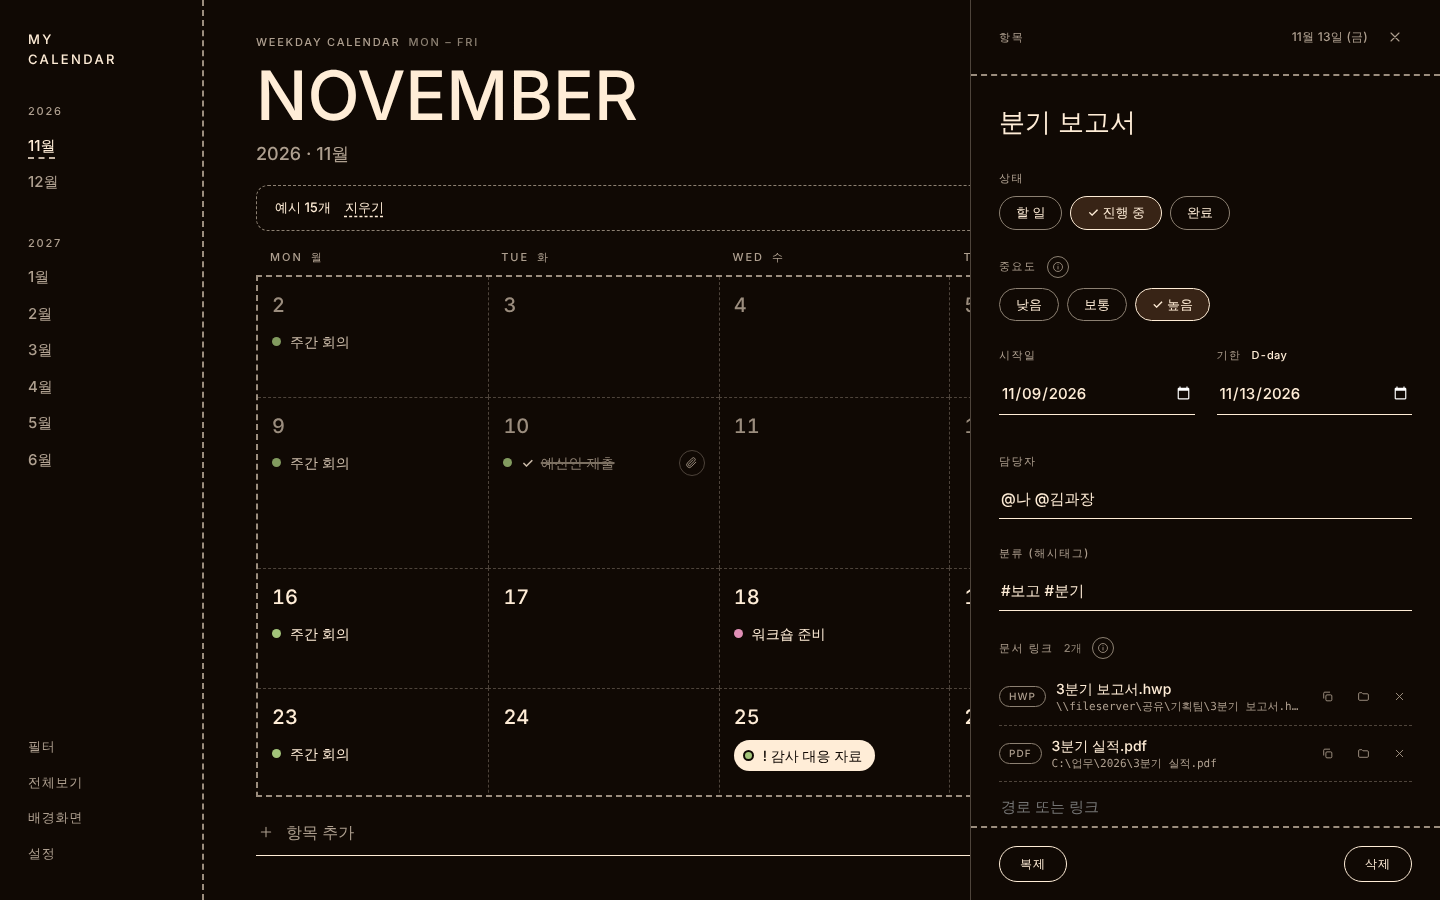 MY
CALENDAR
2026
11월
12월
2027
1월
2월
3월
4월
5월
6월
필터
전체보기
배경화면
설정
WEEKDAY CALENDAR MON – FRI
NOVEMBER
2026 · 11월
예시 15개 지우기
MON 월 TUE 화 WED 수
2 3 4
주간 회의
9 10 11
주간 회의 예산안 제출
16 17 18
주간 회의 워크숍 준비
23 24 25
주간 회의 ! 감사 대응 자료
+ 항목 추가
항목 11월 13일 (금)
분기 보고서
상태
할 일 ✓ 진행 중 완료
중요도
낮음 보통 ✓ 높음
시작일 기한 D-day
11/09/2026 11/13/2026
담당자
@나 @김과장
분류 (해시태그)
#보고 #분기
문서 링크 2개
HWP 3분기 보고서.hwp
\\fileserver\공유\기획팀\3분기 보고서.h…
PDF 3분기 실적.pdf
C:\업무\2026\3분기 실적.pdf
경로 또는 링크
복제 삭제